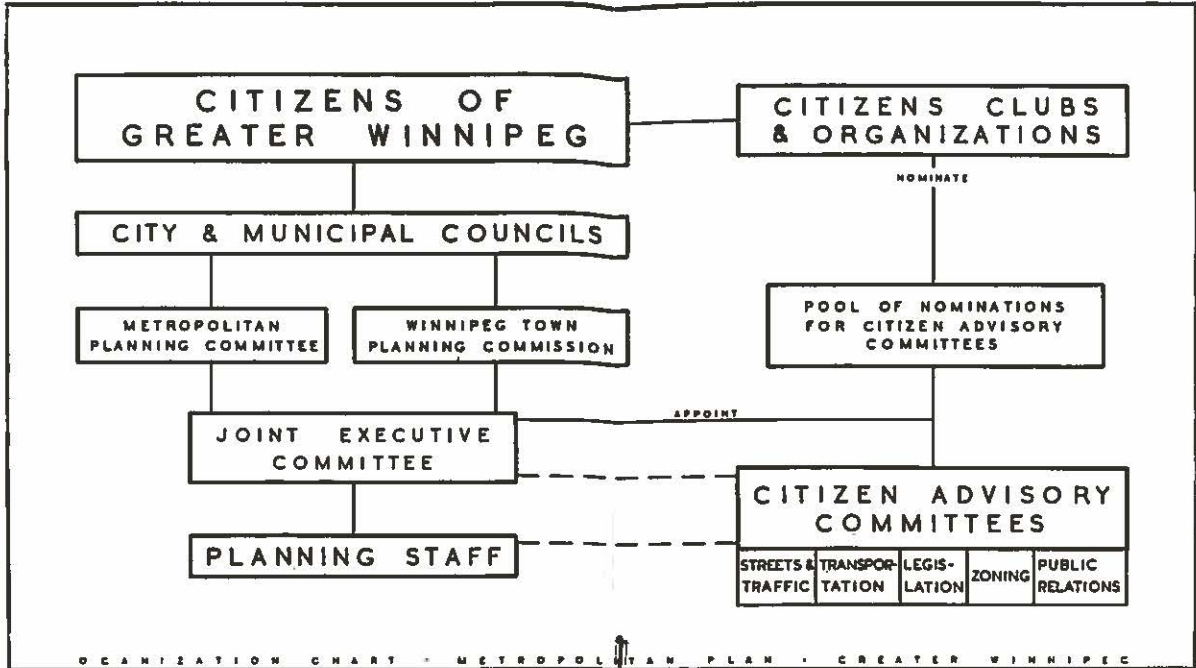 CITIZENS OF
GREATER WINNIPEG
CITIZENS CLUBS
& ORGANIZATIONS
NOMINATE
CITY & MUNICIPAL COUNCILS
METROPOLITAN
PLANNING COMMITTEE
WINNIPEG TOWN
PLANNING COMMISSION
POOL OF NOMINATIONS
FOR CITIZEN ADVISORY
COMMITTEES
APPOINT
JOINT EXECUTIVE
COMMITTEE
CITIZEN ADVISORY
COMMITTEES
PLANNING STAFF
STREETS &
TRAFFIC
TRANSPOR-
TATION
LEGIS-
LATION
ZONING
PUBLIC
RELATIONS
ORGANIZATION CHART - METROPOLITAN PLAN - GREATER WINNIPEG